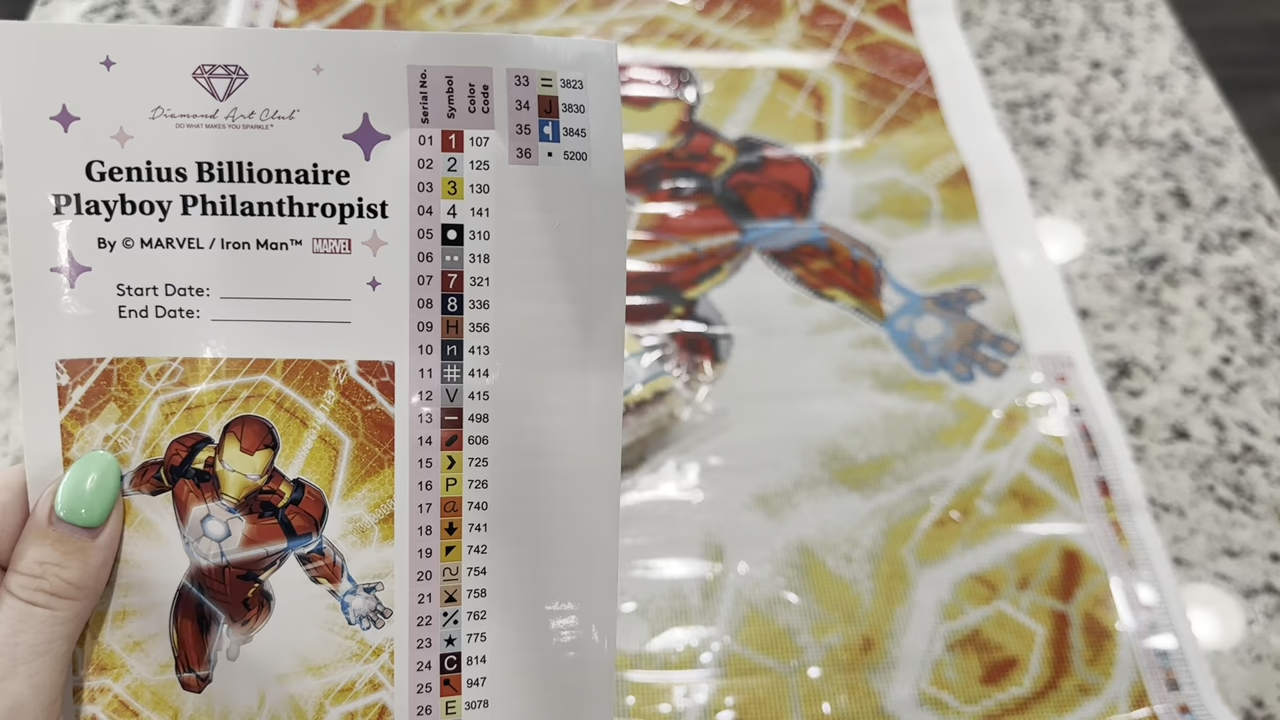 Diamond Art Club®
DO WHAT MAKES YOU SPARKLE™
Genius Billionaire
Playboy Philanthropist
By © MARVEL / Iron Man™ MARVEL
Start Date:
End Date:
Serial No. Symbol Color Code
01 1 107
02 2 125
03 3 130
04 4 141
05 ● 310
06 •• 318
07 7 321
08 8 336
09 H 356
10 n 413
11 # 414
12 V 415
13 – 498
14 606
15 725
16 P 726
17 a 740
18 741
19 ◤ 742
20 754
21 758
22 762
23 ★ 775
24 C 814
25 947
26 E 3078
33 = 3823
34 J 3830
35 3845
36 ▪ 5200